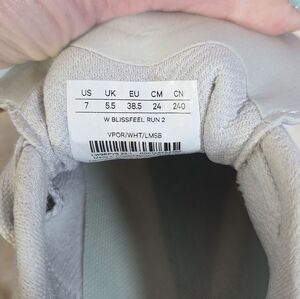 US UK EU CM CN
7 5.5 38.5 24 240
W BLISSFEEL RUN 2
VPOR/WHT/LMSB